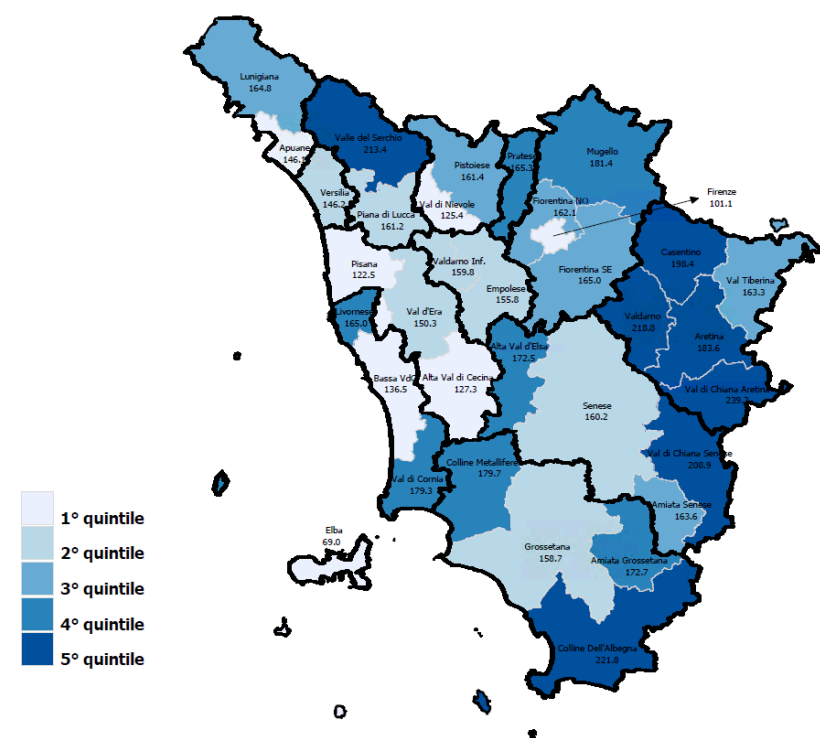 Lunigiana
164.8
Apuane
146.1
Valle del Serchio
213.4
Versilia
146.2
Piana di Lucca
161.2
Pistoiese
161.4
Val di Nievole
125.4
Pratese
165.3
Mugello
181.4
Fiorentina NO
162.1
Firenze
101.1
Fiorentina SE
165.0
Casentino
198.4
Val Tiberina
163.3
Pisana
122.5
Valdarno Inf.
159.8
Empolese
155.8
Livornese
165.0
Val d'Era
150.3
Valdarno
218.8
Aretina
183.6
Alta Val d'Elsa
172.5
Bassa VdC
136.5
Alta Val di Cecina
127.3
Val di Chiana Aretina
Senese
160.2
Val di Chiana Senese
208.9
Colline Metallifere
179.7
Val di Cornia
179.3
Amiata Senese
163.6
Elba
69.0
Grossetana
158.7
Amiata Grossetana
172.7
Colline Dell'Albegna
221.8
1° quintile
2° quintile
3° quintile
4° quintile
5° quintile